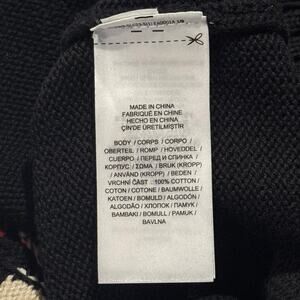 MADE IN CHINA
FABRIQUÉ EN CHINE
HECHO EN CHINA
ÇİN'DE ÜRETİLMİŞTİR
BODY / CORPS / CORPO /
OBERTEIL / ROMP / HOVEDDEL /
CUERPO / ПЕРЕД И СПИНКА /
КОРПУС / ΣΩΜΑ / BRUK (KROPP)
/ ANVÄND (KROPP) / BEDEN /
VRCHNÍ ČÁST . 100% COTTON /
COTON / COTONE / BAUMWOLLE /
KATOEN / BOMULD / ALGODÓN /
ALGODÃO / ХЛОПОК / ПАМУК /
BAMBAKI / BOMULL / PAMUK /
BAVLNA